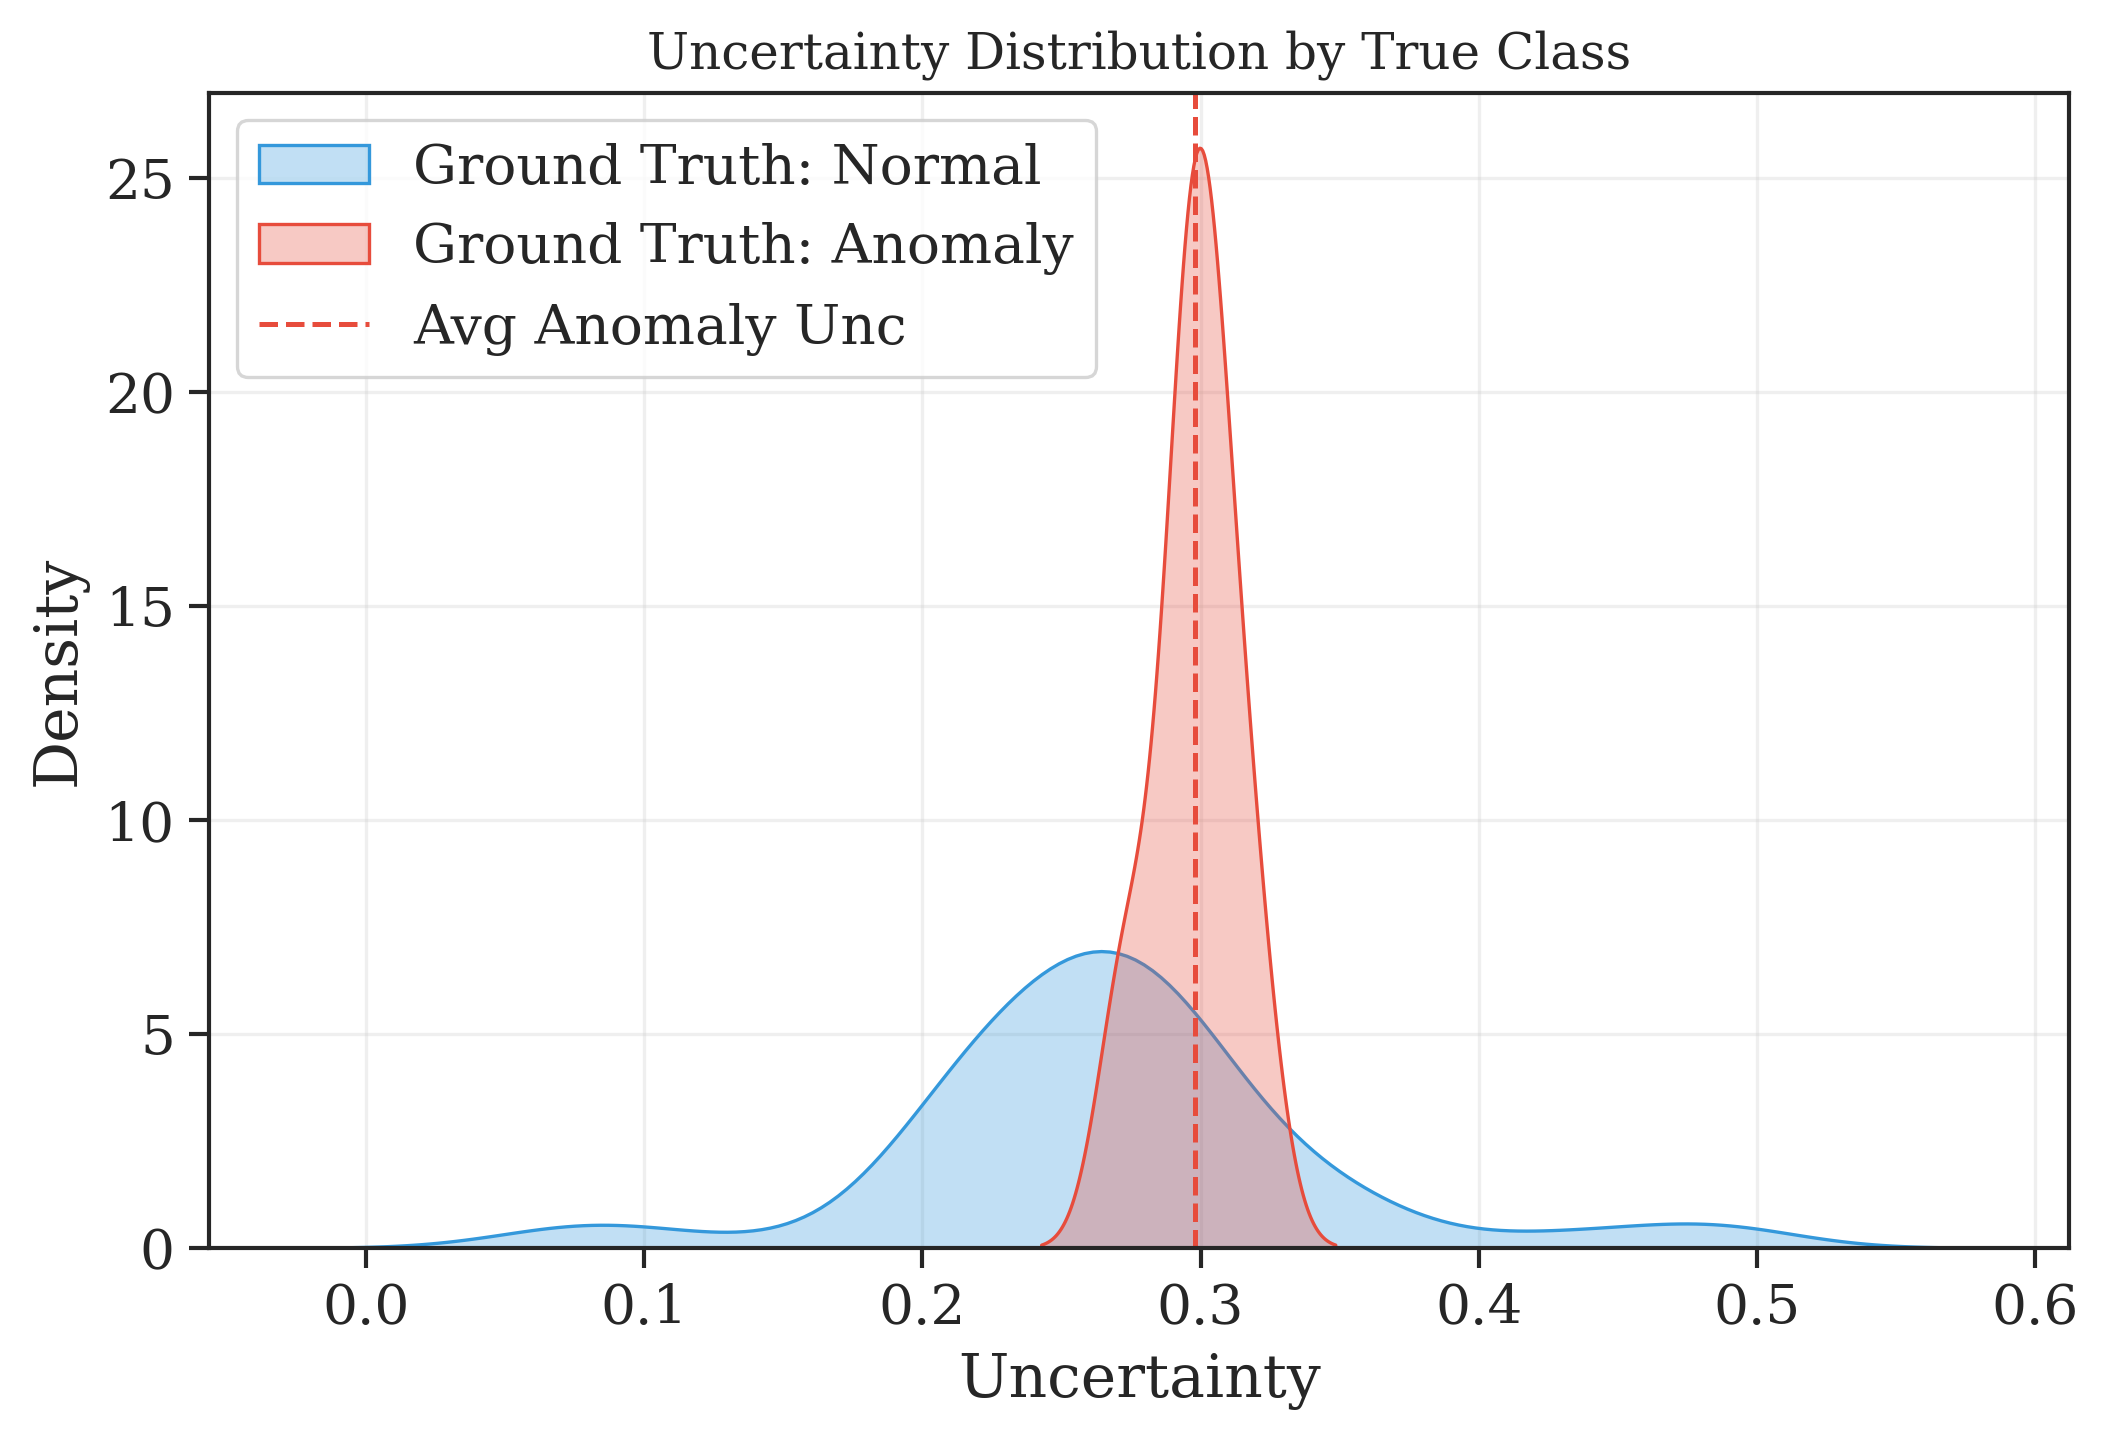 Uncertainty Distribution by True Class
Ground Truth: Normal
Ground Truth: Anomaly
Avg Anomaly Unc
Density
25
20
15
10
5
0
0.0 0.1 0.2 0.3 0.4 0.5 0.6
Uncertainty